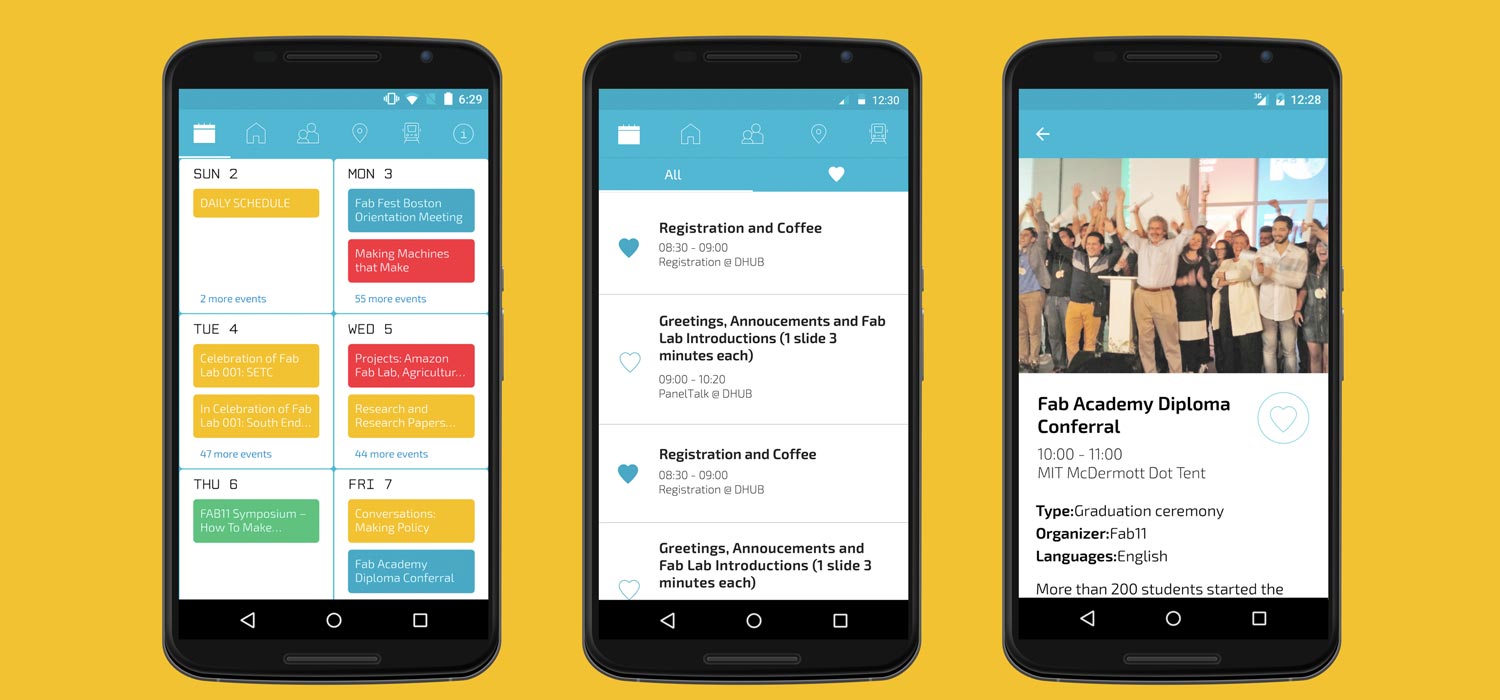 6:29
SUN 2
DAILY SCHEDULE
2 more events
MON 3
Fab Fest Boston
Orientation Meeting
Making Machines
that Make
55 more events
TUE 4
Celebration of Fab
Lab 001: SETC
In Celebration of Fab
Lab 001: South End...
47 more events
WED 5
Projects: Amazon
Fab Lab, Agricultur...
Research and
Research Papers...
44 more events
THU 6
FAB11 Symposium –
How To Make...
FRI 7
Conversations:
Making Policy
Fab Academy
Diploma Conferral
12:30
All
Registration and Coffee
08:30 - 09:00
Registration @ DHUB
Greetings, Annoucements and Fab
Lab Introductions (1 slide 3
minutes each)
09:00 - 10:20
PanelTalk @ DHUB
Registration and Coffee
08:30 - 09:00
Registration @ DHUB
Greetings, Annoucements and
Fab Lab Introductions (1 slide 3
minutes each)
3G 12:28
Fab Academy Diploma
Conferral
10:00 - 11:00
MIT McDermott Dot Tent
Type:Graduation ceremony
Organizer:Fab11
Languages:English
More than 200 students started the